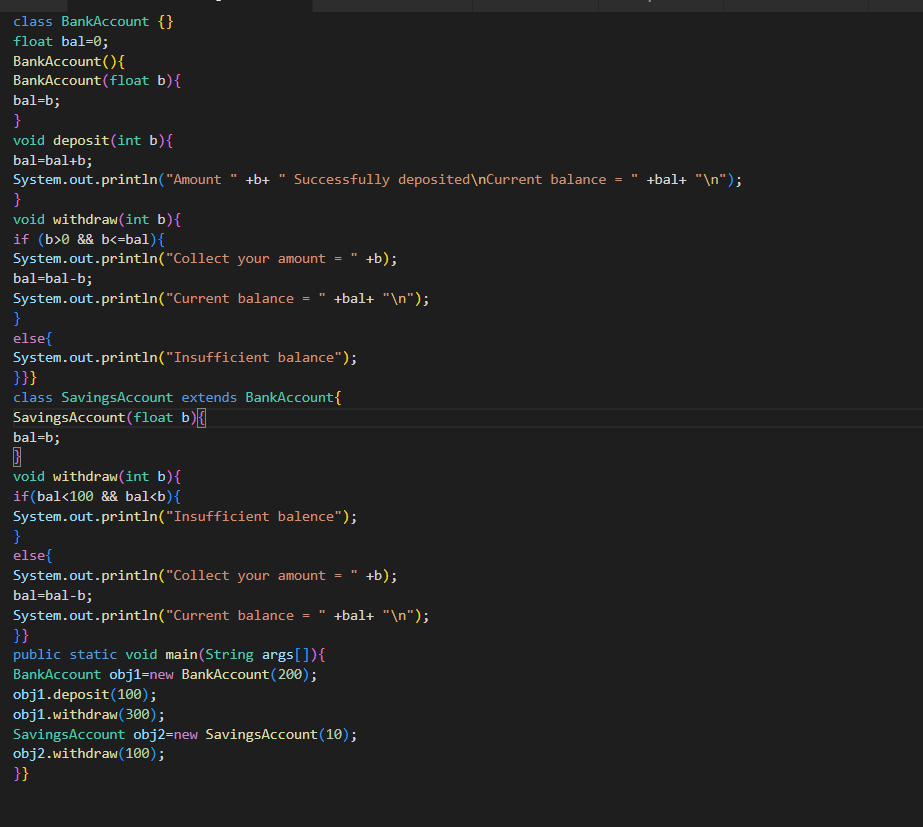 class BankAccount {}
float bal=0;
BankAccount(){
BankAccount(float b){
bal=b;
}
void deposit(int b){
bal=bal+b;
System.out.println("Amount " +b+ " Successfully deposited\nCurrent balance = " +bal+ "\n");
}
void withdraw(int b){
if (b>0 && b<=bal){
System.out.println("Collect your amount = " +b);
bal=bal-b;
System.out.println("Current balance = " +bal+ "\n");
}
else{
System.out.println("Insufficient balance");
}}}
class SavingsAccount extends BankAccount{
SavingsAccount(float b){
bal=b;
}
void withdraw(int b){
if(bal<100 && bal<b){
System.out.println("Insufficient balence");
}
else{
System.out.println("Collect your amount = " +b);
bal=bal-b;
System.out.println("Current balance = " +bal+ "\n");
}}
public static void main(String args[]){
BankAccount obj1=new BankAccount(200);
obj1.deposit(100);
obj1.withdraw(300);
SavingsAccount obj2=new SavingsAccount(10);
obj2.withdraw(100);
}}